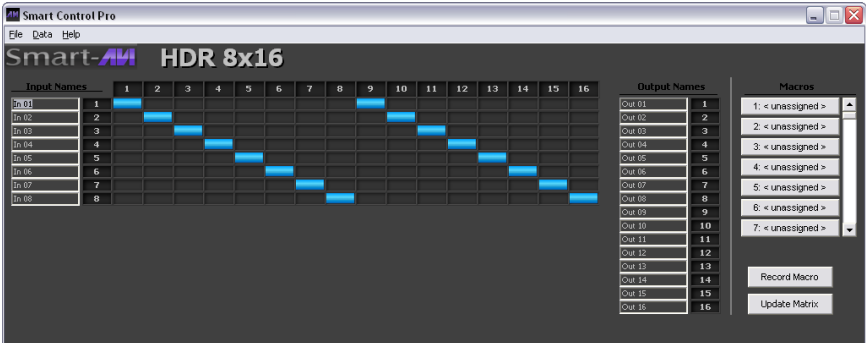 Smart Control Pro
File Data Help
Smart-AVI HDR 8x16
Input Names 1 2 3 4 5 6 7 8 9 10 11 12 13 14 15 16 Output Names Macros
In 01 1 Out 01 1 1: < unassigned >
In 02 2 Out 02 2 2: < unassigned >
In 03 3 Out 03 3 3: < unassigned >
In 04 4 Out 04 4 4: < unassigned >
In 05 5 Out 05 5 5: < unassigned >
In 06 6 Out 06 6 6: < unassigned >
In 07 7 Out 07 7 7: < unassigned >
In 08 8 Out 08 8
Out 09 9
Out 10 10
Out 11 11
Out 12 12
Out 13 13
Out 14 14
Out 15 15
Out 16 16
Record Macro
Update Matrix